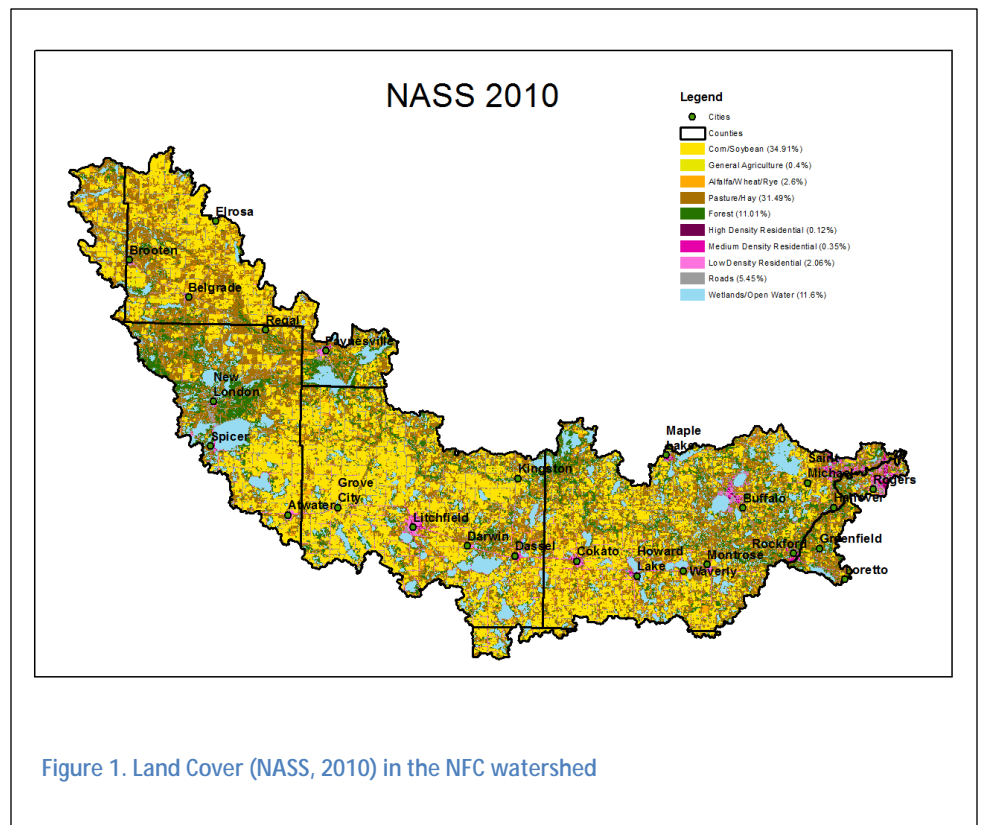 NASS 2010
Legend
Cities
Counties
Corn/Soybean (34.91%)
General Agriculture (0.4%)
Alfalfa/Wheat/Rye (2.6%)
Pasture/Hay (31.49%)
Forest (11.01%)
High Density Residential (0.12%)
Medium Density Residential (0.35%)
Low Density Residential (2.06%)
Roads (5.45%)
Wetlands/Open Water (11.6%)
Elrosa
Brooten
Belgrade
Regal
Paynesville
New
London
Spicer
Atwater
Grove
City
Litchfield
Kingston
Darwin
Dassel
Cokato
Maple
Lake
Howard
Lake
Waverly
Montrose
Buffalo
Saint
Michael
Rogers
Hanover
Rockford
Greenfield
Loretto
Figure 1. Land Cover (NASS, 2010) in the NFC watershed